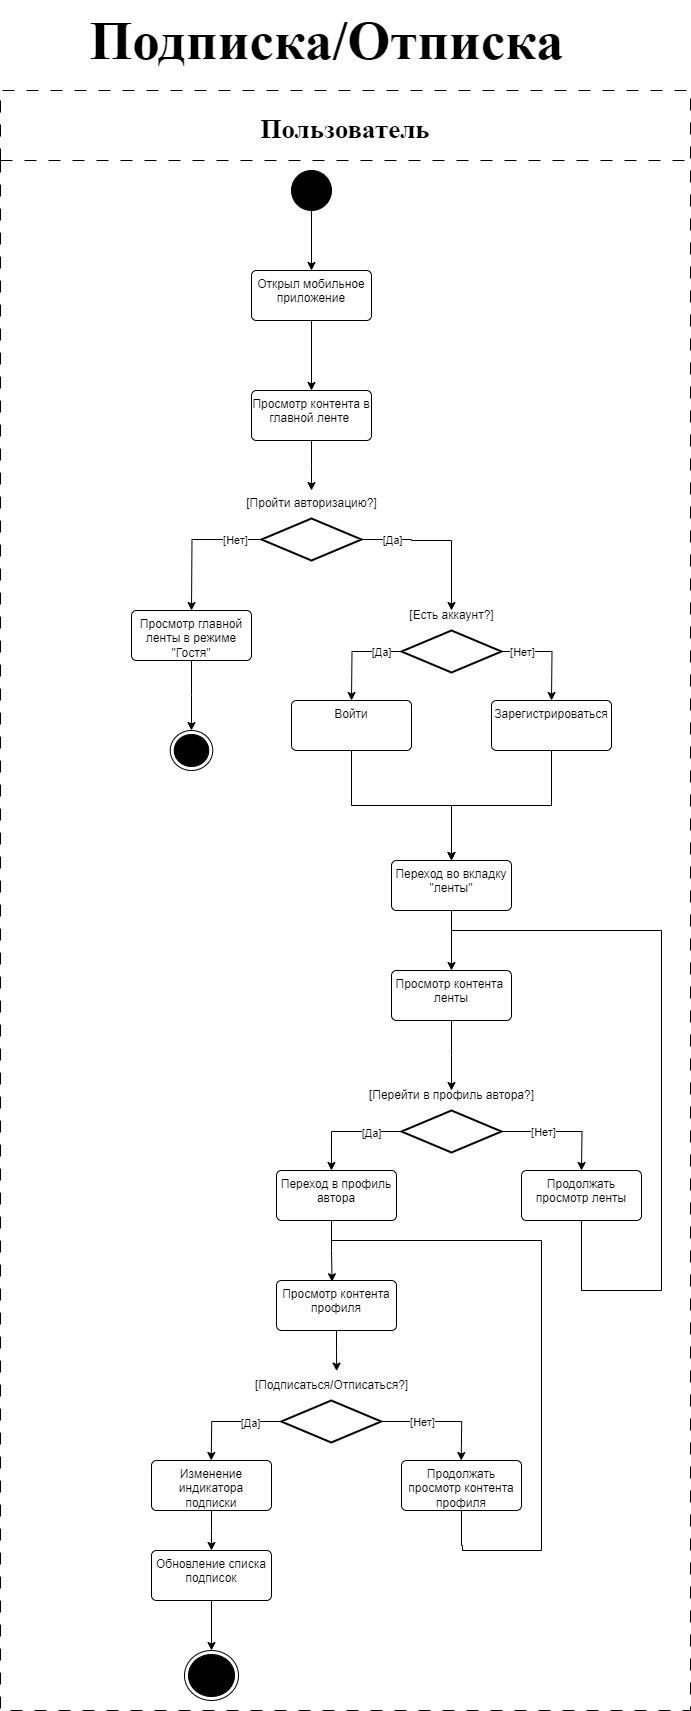 Подписка/Отписка
Пользователь
Открыл мобильное
приложение
Просмотр контента в
главной ленте
[Пройти авторизацию?]
[Нет]
[Да]
Просмотр главной
ленты в режиме
"Гостя"
[Есть аккаунт?]
[Да]
[Нет]
Войти
Зарегистрироваться
Переход во вкладку
"ленты"
Просмотр контента
ленты
[Перейти в профиль автора?]
[Да]
[Нет]
Переход в профиль
автора
Продолжать
просмотр ленты
Просмотр контента
профиля
[Подписаться/Отписаться?]
[Да]
[Нет]
Изменение
индикатора
подписки
Продолжать
просмотр контента
профиля
Обновление списка
подписок